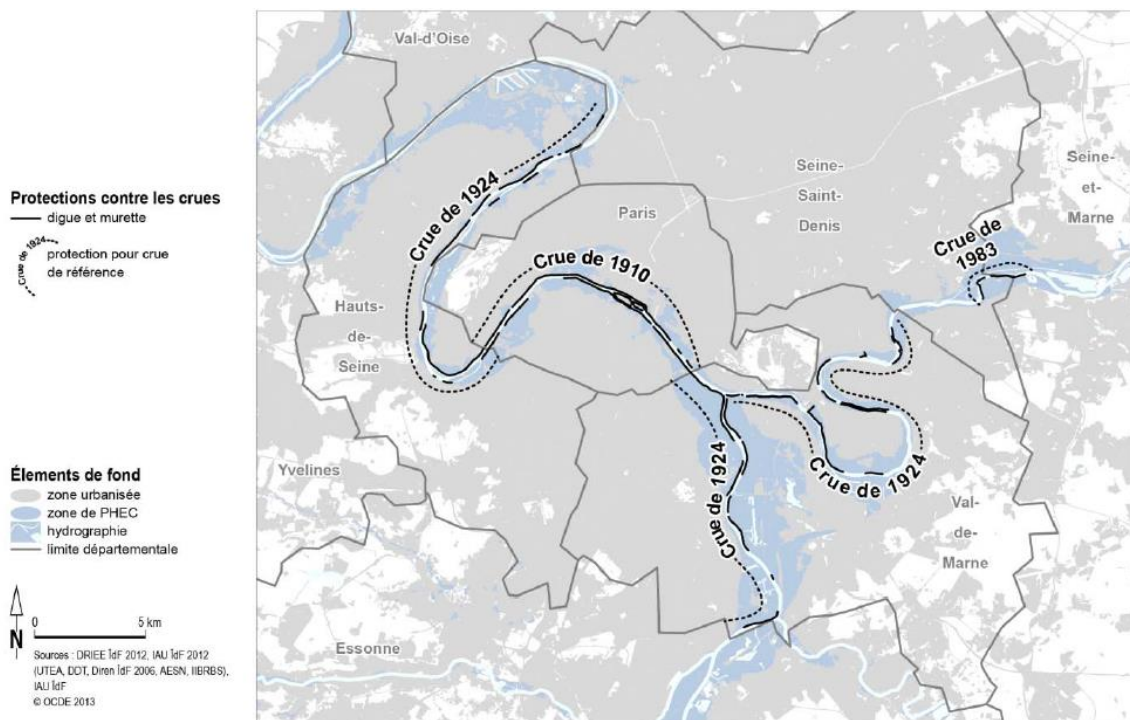 Protections contre les crues
digue et murette
Crue de 1924
protection pour crue
de référence
Élements de fond
zone urbanisée
zone de PHEC
hydrographie
limite départementale
N
0 5 km
Sources : DRIEE ÎdF 2012, IAU ÎdF 2012
(UTEA, DDT, Diren ÎdF 2006, AESN, IIBRBS),
IAU ÎdF
© OCDE 2013
Val-d'Oise
Crue de 1924
Paris
Seine-
Saint-
Denis
Seine-
et-
Marne
Crue de
1983
Crue de 1910
Hauts-
de-
Seine
Yvelines
Crue de 1924
Crue de 1924
Val-
de-
Marne
Essonne